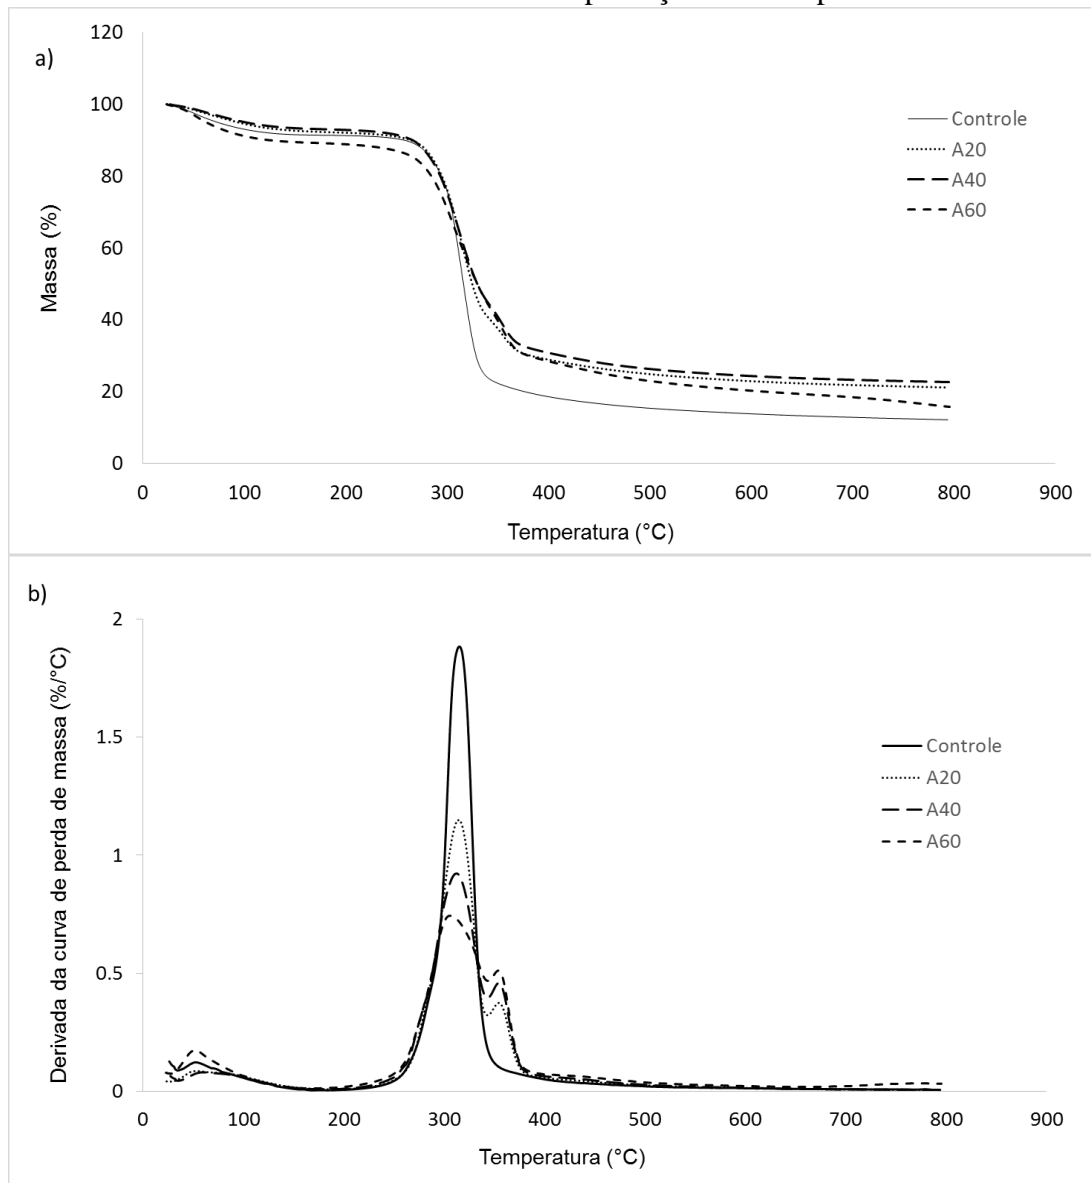 a)
120
100
80
60
40
20
0
Massa (%)
0 100 200 300 400 500 600 700 800 900
Temperatura (°C)
Controle
A20
A40
A60
b)
2
1.5
1
0.5
0
Derivada da curva de perda de massa (%/°C)
0 100 200 300 400 500 600 700 800 900
Temperatura (°C)
Controle
A20
A40
A60